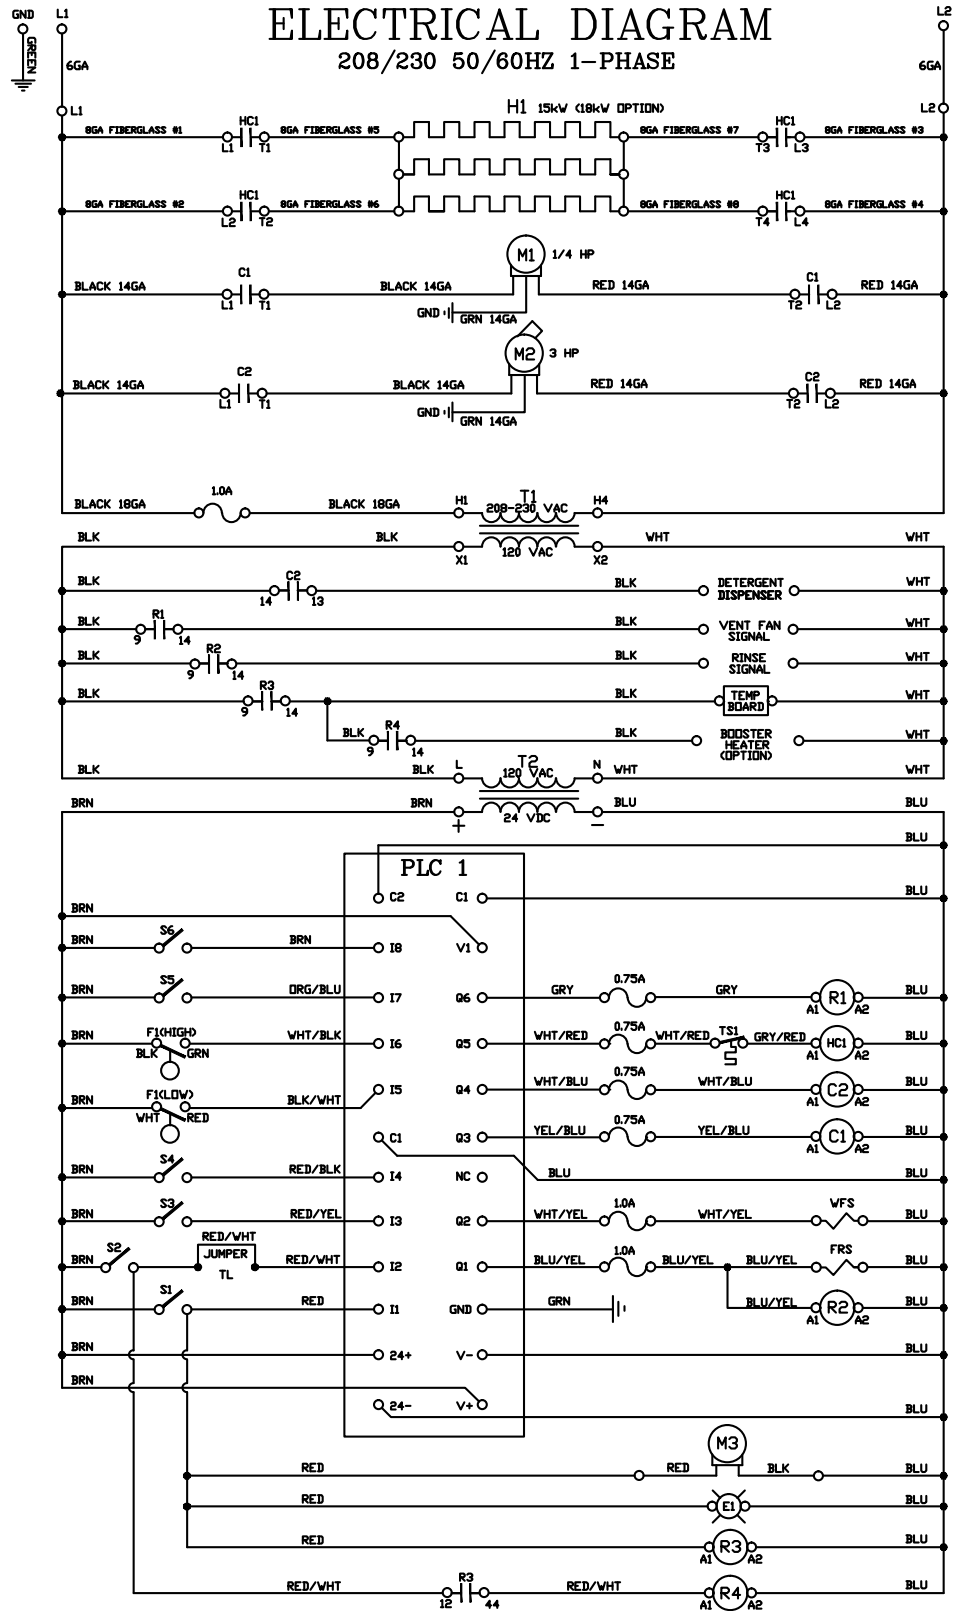 GND L1 ELECTRICAL DIAGRAM L2
208/230 50/60HZ 1-PHASE
GREEN
6GA 6GA
L1 H1 15kW (18kW OPTION) L2
8GA FIBERGLASS #1 HC1 8GA FIBERGLASS #5 8GA FIBERGLASS #7 HC1 8GA FIBERGLASS #3
L1 T1 T3 L3
8GA FIBERGLASS #2 HC1 8GA FIBERGLASS #6 8GA FIBERGLASS #8 HC1 8GA FIBERGLASS #4
L2 T2 T4 L4
M1 1/4 HP
BLACK 14GA C1 BLACK 14GA RED 14GA C1 RED 14GA
L1 T1 T2 L2
GND GRN 14GA
M2 3 HP
BLACK 14GA C2 BLACK 14GA RED 14GA C2 RED 14GA
L1 T1 T2 L2
GND GRN 14GA
BLACK 18GA 1.0A BLACK 18GA H1 T1 H4
208-230 VAC
BLK BLK 120 VAC WHT WHT
X1 X2
BLK C2 BLK DETERGENT WHT
14 13 DISPENSER
BLK R1 BLK VENT FAN WHT
9 14 SIGNAL
BLK R2 BLK RINSE WHT
9 14 SIGNAL
BLK R3 BLK TEMP WHT
9 14 BOARD
BLK R4 BLK BOOSTER WHT
9 14 HEATER
(OPTION)
BLK BLK L T2 N WHT WHT
120 VAC
BRN BRN 24 VDC BLU BLU
+ −
BLU
PLC 1
C2 C1 BLU
BRN
BRN S6 BRN I8 V1
BRN S5 ORG/BLU I7 Q6 GRY 0.75A GRY R1 BLU
A1 A2
BRN F1(HIGH) WHT/BLK I6 Q5 WHT/RED 0.75A WHT/RED TS1 GRY/RED HC1 BLU
BLK GRN A1 A2
I5 Q4 WHT/BLU 0.75A WHT/BLU C2 BLU
A1 A2
BRN F1(LOW) BLK/WHT
WHT RED
C1 Q3 YEL/BLU 0.75A YEL/BLU C1 BLU
A1 A2
BRN S4 RED/BLK I4 NC BLU BLU
BRN S3 RED/YEL I3 Q2 WHT/YEL 1.0A WHT/YEL WFS BLU
BRN S2 RED/WHT JUMPER TL RED/WHT I2 Q1 BLU/YEL 1.0A BLU/YEL BLU/YEL FRS BLU
BRN S1 RED I1 GND GRN BLU/YEL R2 BLU
A1 A2
BRN 24+ V- BLU
BRN
24- V+ BLU
M3
RED RED BLK BLU
RED E1 BLU
RED R3 BLU
A1 A2
RED/WHT R3 RED/WHT R4 BLU
12 44 A1 A2